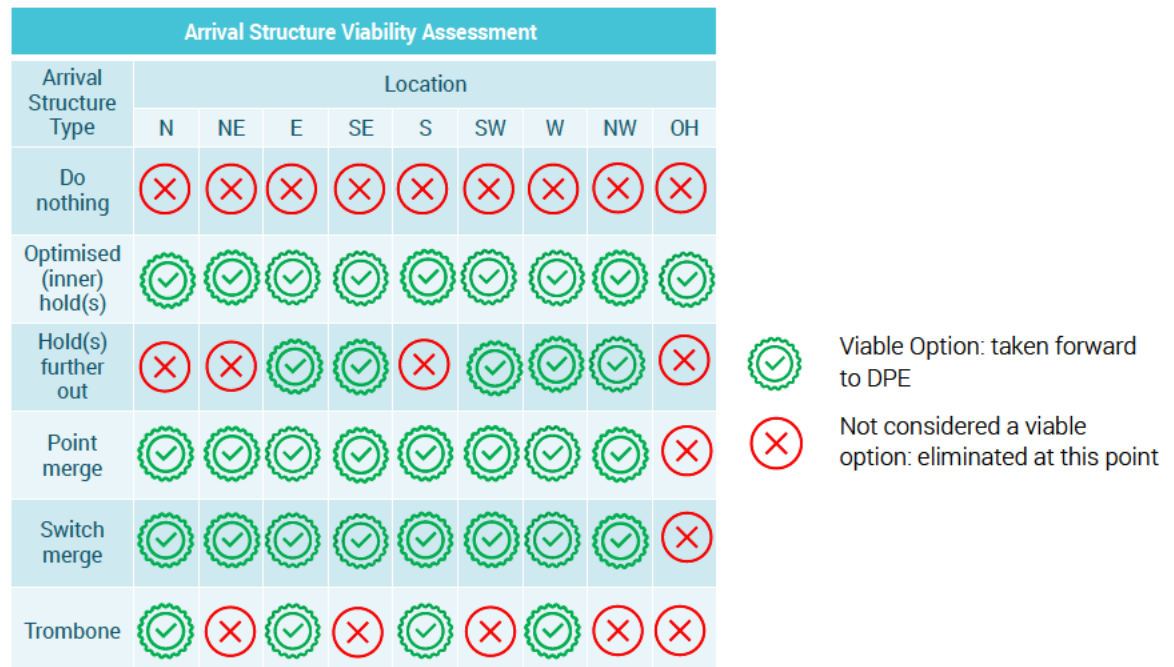 Arrival Structure Viability Assessment
Arrival
Structure
Type
Location
N NE E SE S SW W NW OH
Do
nothing
Optimised
(inner)
hold(s)
Hold(s)
further
out
Point
merge
Switch
merge
Trombone
Viable Option: taken forward
to DPE
Not considered a viable
option: eliminated at this point